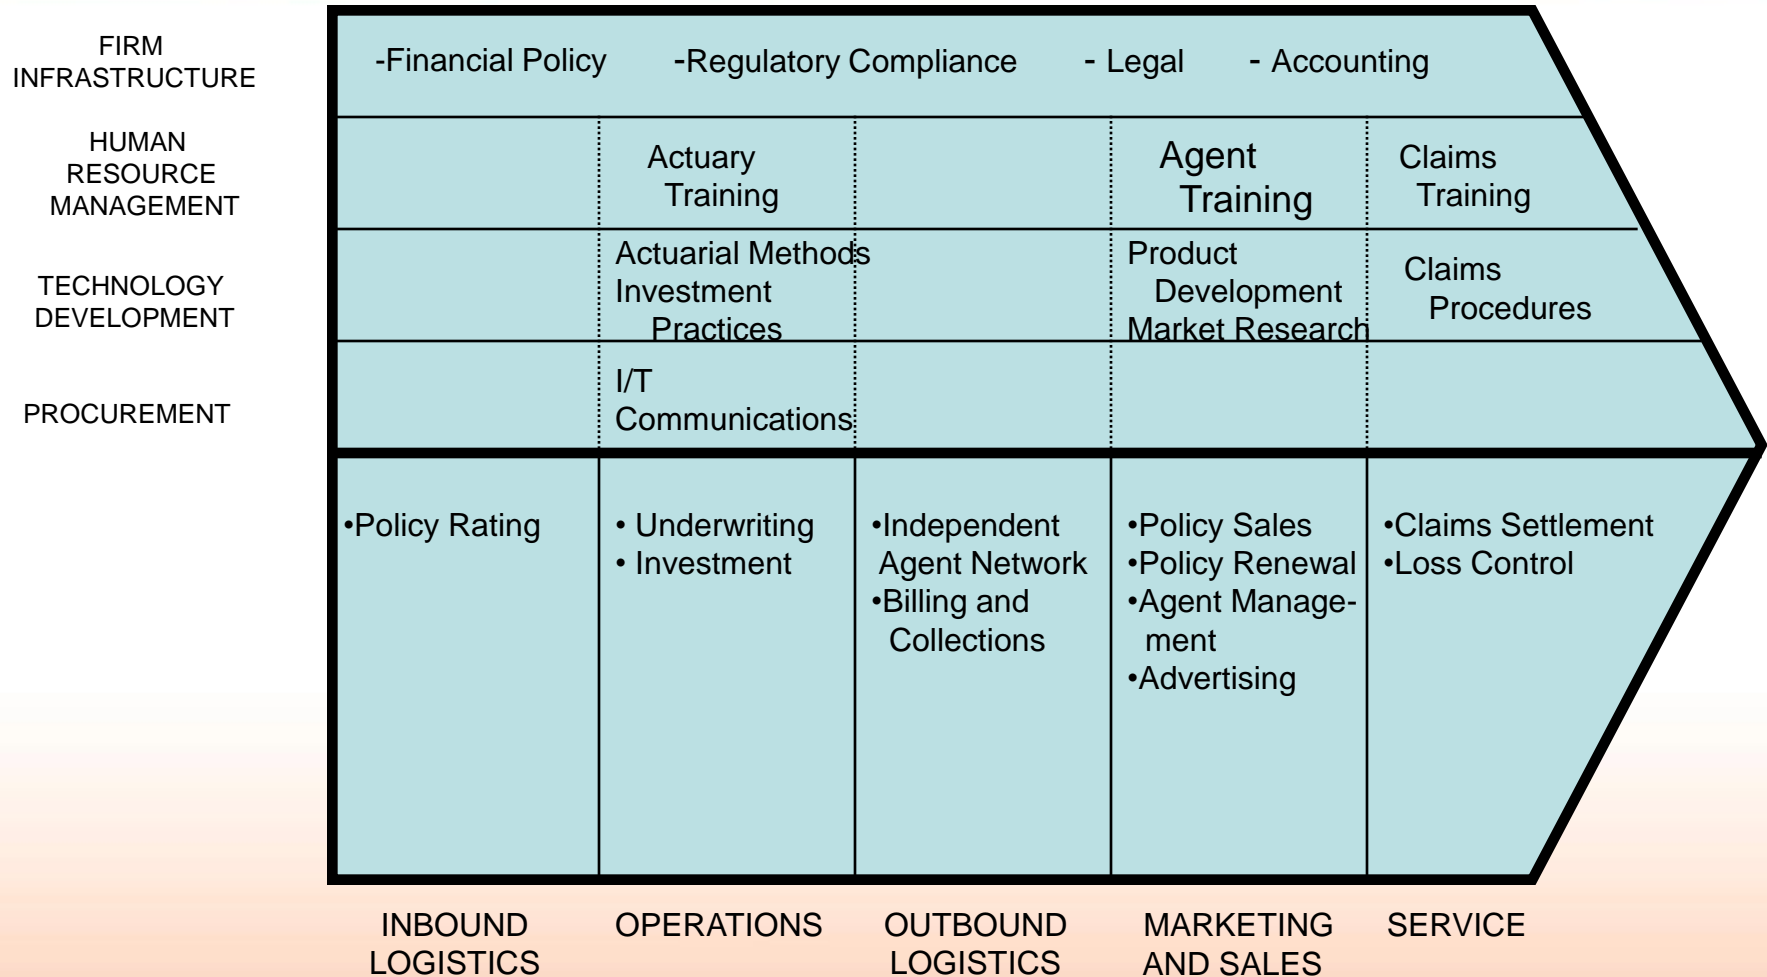 FIRM
INFRASTRUCTURE
-Financial Policy -Regulatory Compliance - Legal - Accounting
HUMAN
RESOURCE
MANAGEMENT
Actuary
Training
Agent
Training
Claims
Training
TECHNOLOGY
DEVELOPMENT
Actuarial Methods
Investment
Practices
Product
Development
Market Research
Claims
Procedures
PROCUREMENT
I/T
Communications
•Policy Rating
• Underwriting
• Investment
•Independent
Agent Network
•Billing and
Collections
•Policy Sales
•Policy Renewal
•Agent Manage-
ment
•Advertising
•Claims Settlement
•Loss Control
INBOUND
LOGISTICS
OPERATIONS
OUTBOUND
LOGISTICS
MARKETING
AND SALES
SERVICE